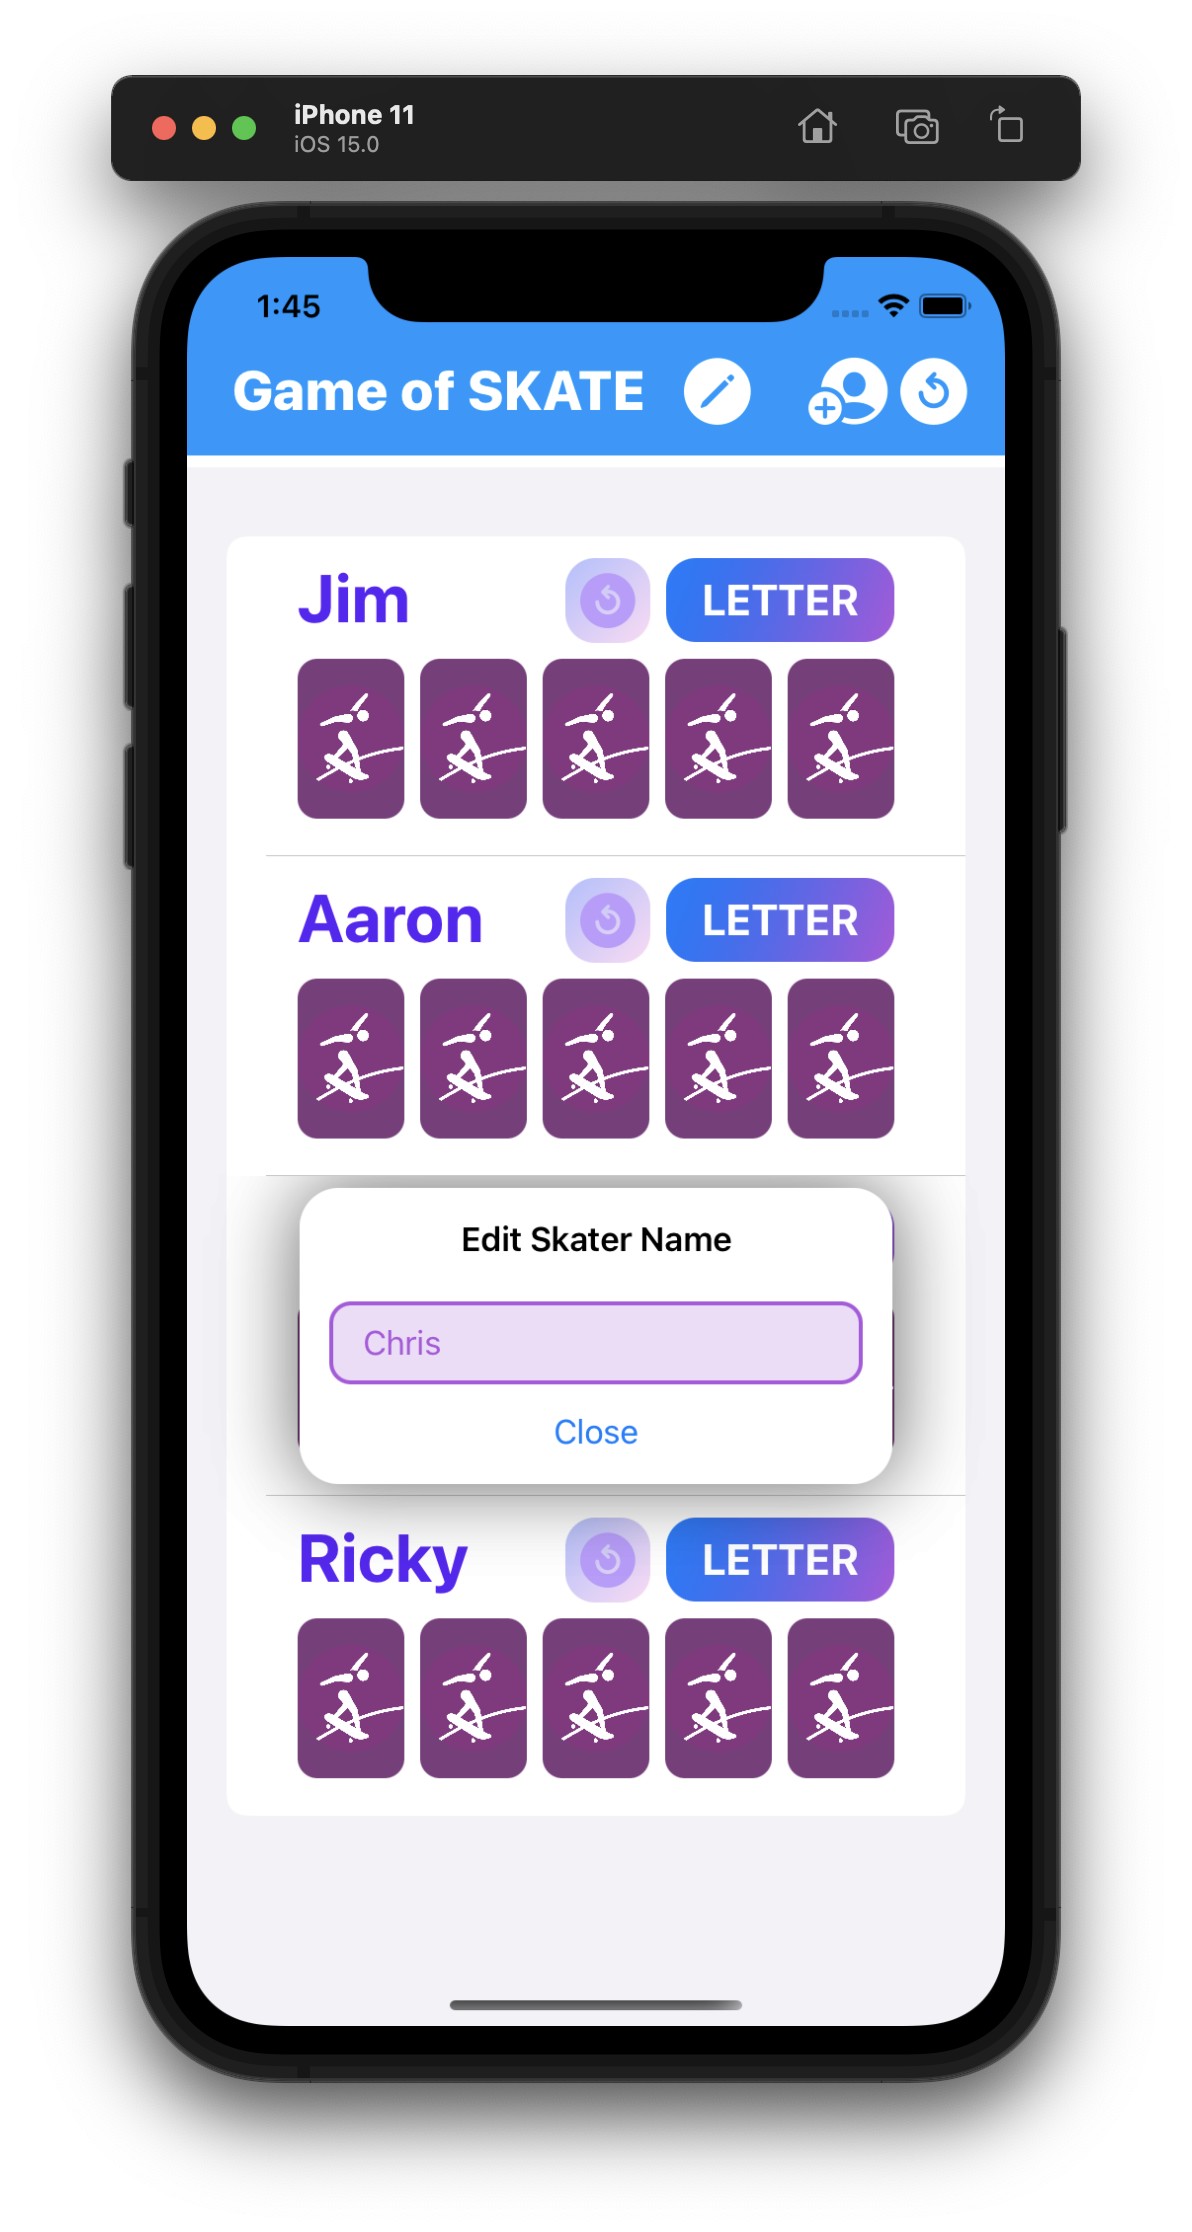 iPhone 11
iOS 15.0
1:45
Game of SKATE
Jim
LETTER
Aaron
LETTER
Edit Skater Name
Chris
Close
Ricky
LETTER